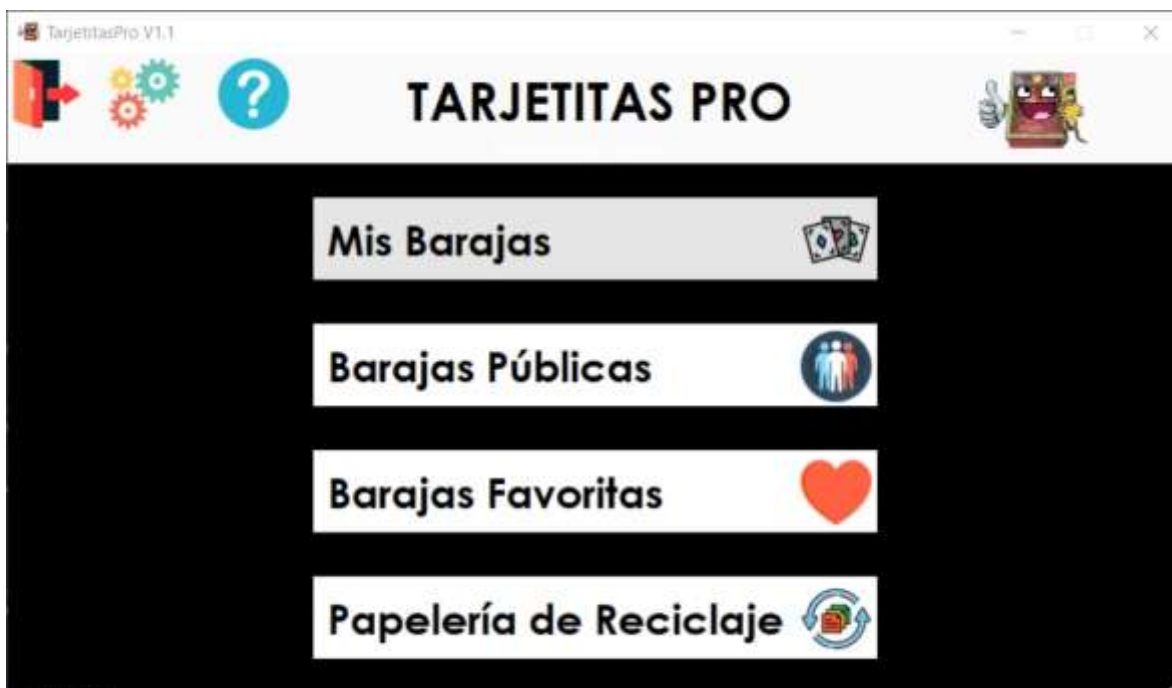 TarjetitasPro V1.1
?
TARJETITAS PRO
Mis Barajas
Barajas Públicas
Barajas Favoritas
Papelería de Reciclaje